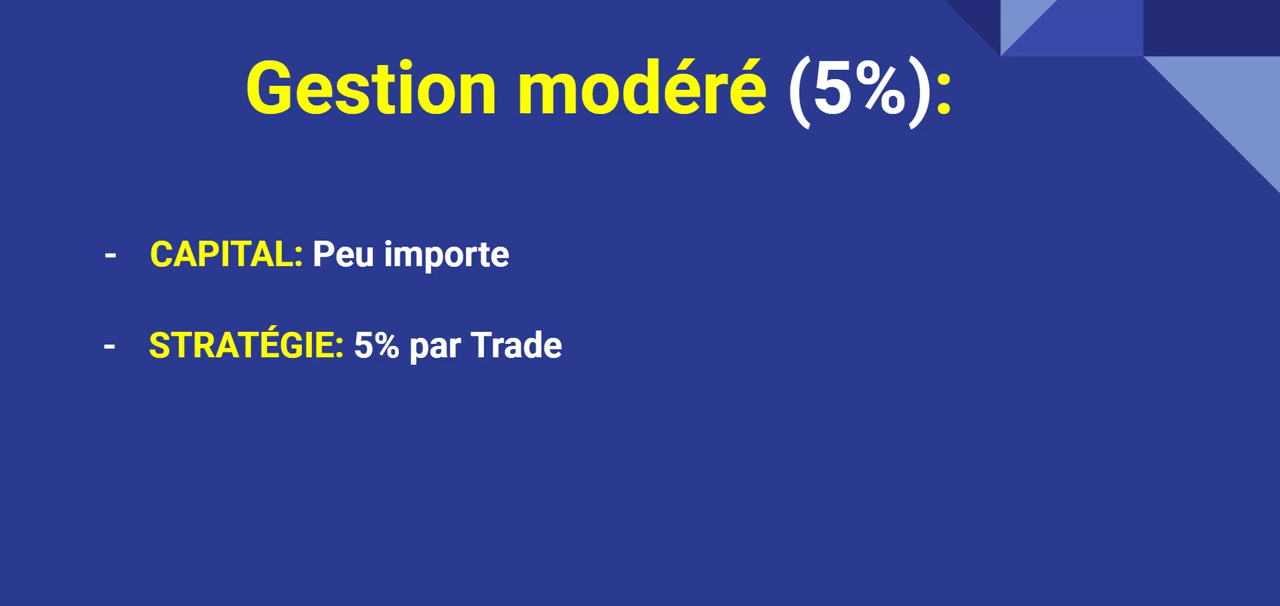 Gestion modéré (5%):
- CAPITAL: Peu importe
- STRATÉGIE: 5% par Trade